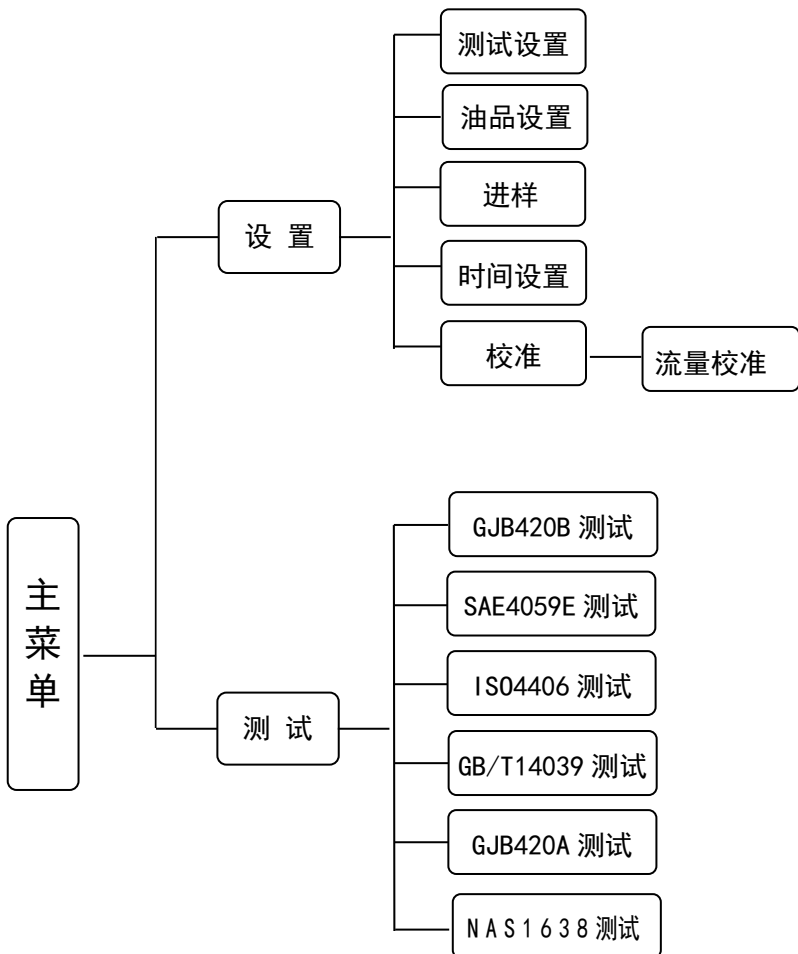 测试设置
油品设置
进样
时间设置
校准
流量校准
设 置
主菜单
测 试
GJB420B 测试
SAE4059E 测试
ISO4406 测试
GB/T14039 测试
GJB420A 测试
NAS1638 测试